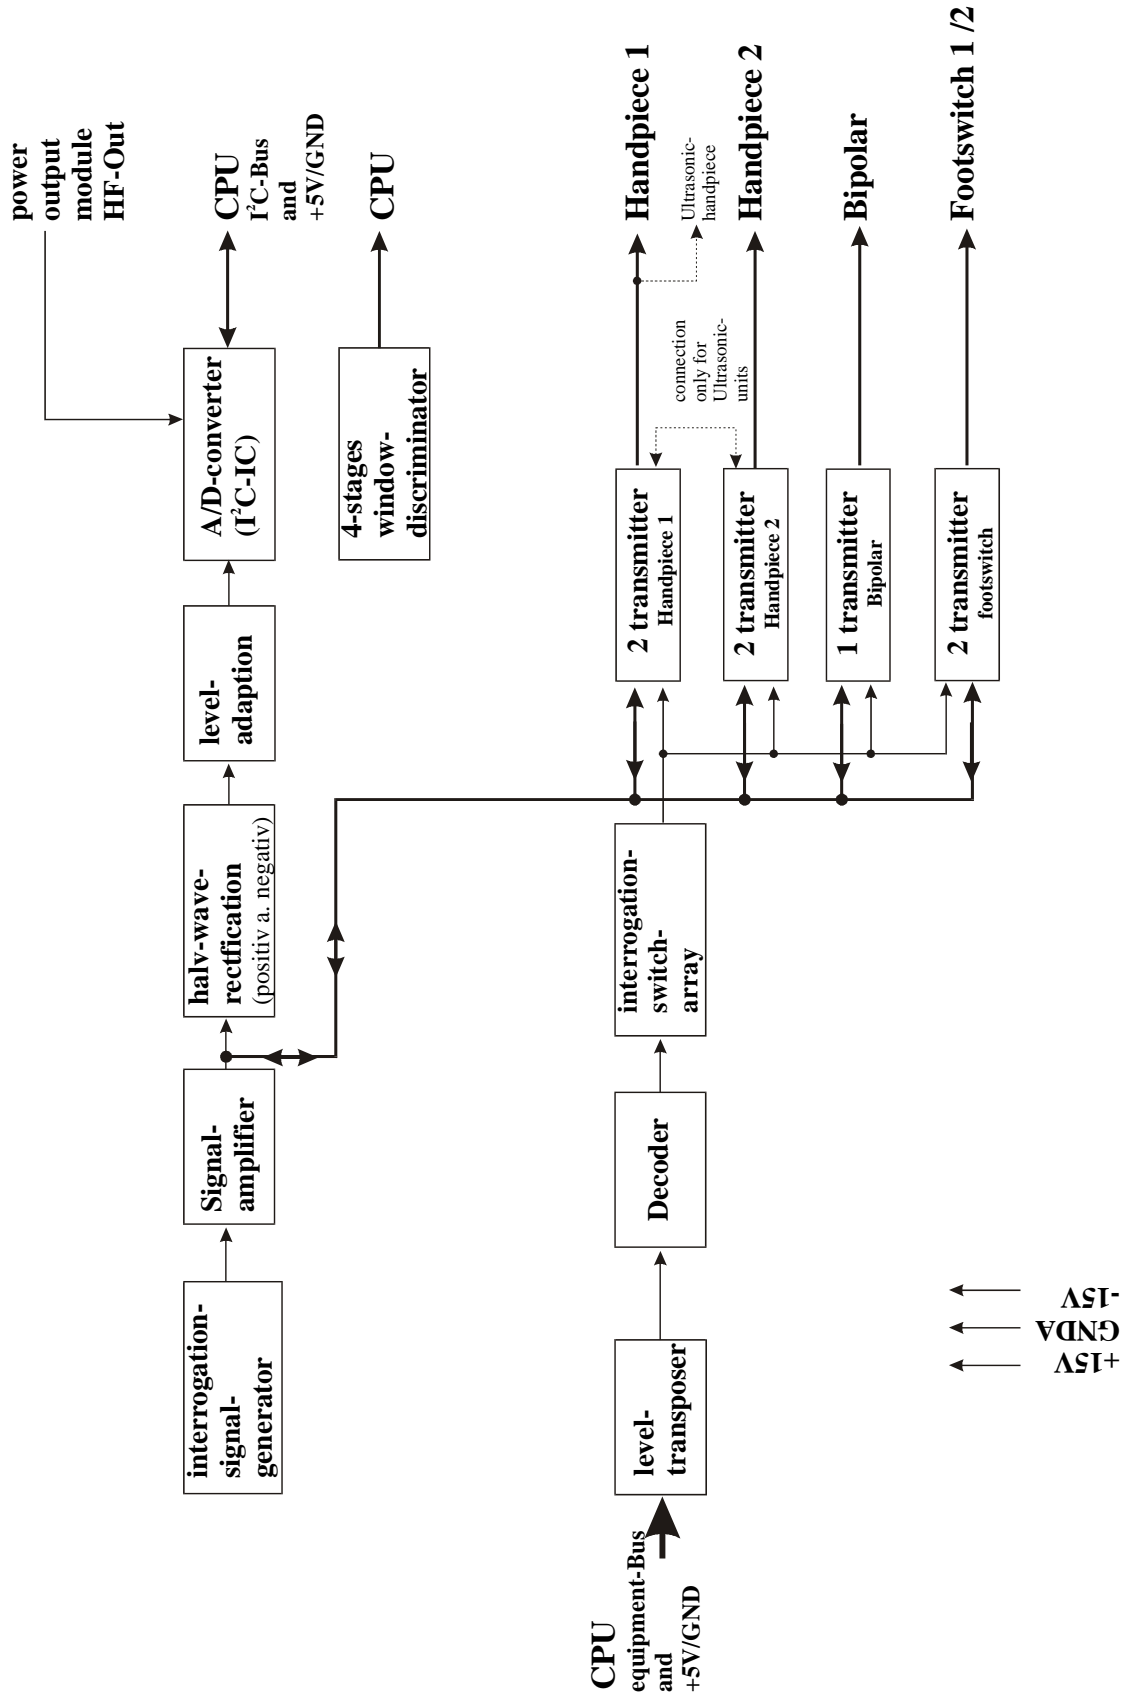 power
output
module
HF-Out
CPU
I²C-Bus
and
+5V/GND
CPU
interrogation-
signal-
generator
Signal-
amplifier
halv-wave-
rectfication
(positiv a. negativ)
level-
adaption
A/D-converter
(I²C-IC)
4-stages
window-
discriminator
CPU
equipment-Bus
and
+5V/GND
level-
transposer
Decoder
interrogation-
switch-
array
2 transmitter
Handpiece 1
2 transmitter
Handpiece 2
1 transmitter
Bipolar
2 transmitter
footswitch
connection
only for
Ultrasonic-
units
Handpiece 1
Ultrasonic-
handpiece
Handpiece 2
Bipolar
Footswitch 1 /2
+15V
GNDA
-15V